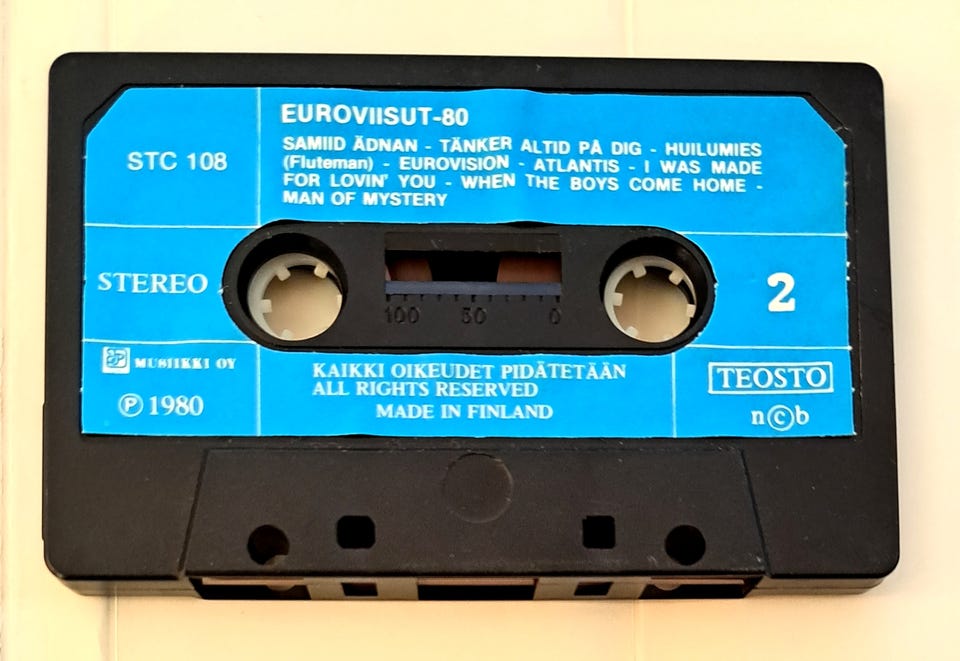 EUROVIISUT-80
SAMIID ÄDNAN - TÄNKER ALTID PÅ DIG - HUILUMIES
(Fluteman) - EUROVISION - ATLANTIS - I WAS MADE
FOR LOVIN' YOU - WHEN THE BOYS COME HOME -
MAN OF MYSTERY
STC 108
STEREO
100 50 0
2
MUSIIKKI OY
Ⓟ 1980
KAIKKI OIKEUDET PIDÄTETÄÄN
ALL RIGHTS RESERVED
MADE IN FINLAND
TEOSTO
n©b